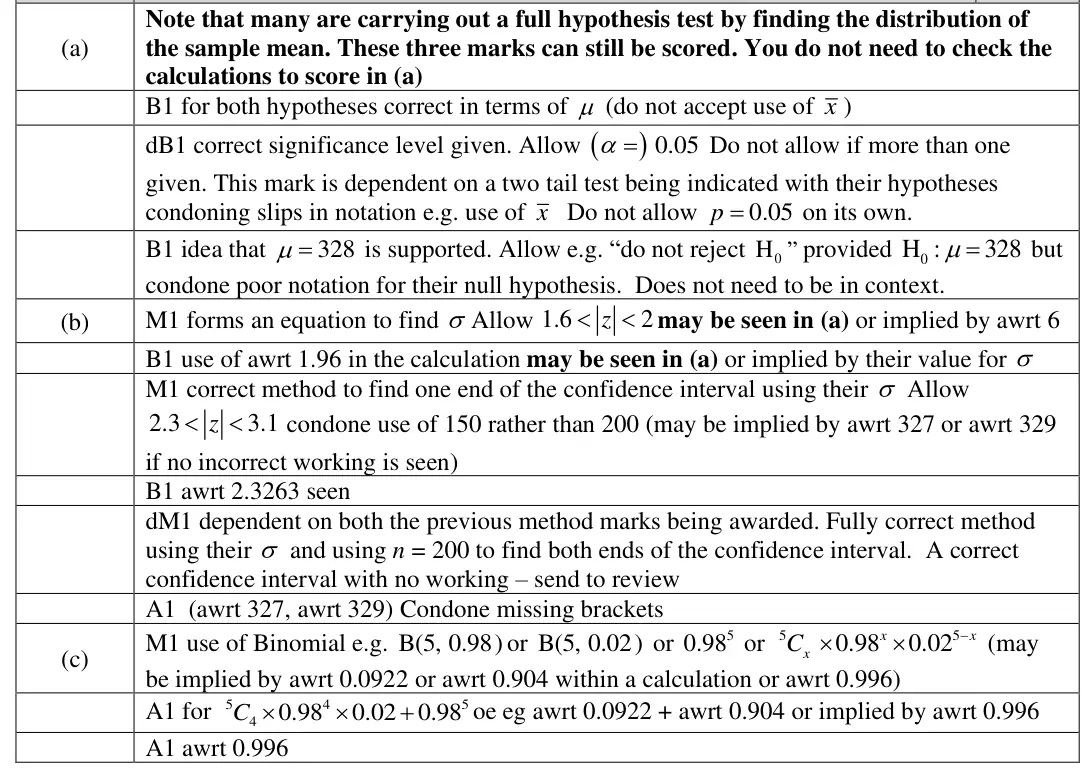 (a)
Note that many are carrying out a full hypothesis test by finding the distribution of
the sample mean. These three marks can still be scored. You do not need to check the
calculations to score in (a)
B1 for both hypotheses correct in terms of μ (do not accept use of x̄ )
dB1 correct significance level given. Allow (α =) 0.05 Do not allow if more than one
given. This mark is dependent on a two tail test being indicated with their hypotheses
condoning slips in notation e.g. use of x̄ Do not allow p = 0.05 on its own.
B1 idea that μ = 328 is supported. Allow e.g. “do not reject H₀ ” provided H₀ : μ = 328 but
condone poor notation for their null hypothesis. Does not need to be in context.
(b)
M1 forms an equation to find σ Allow 1.6 < |z| < 2 may be seen in (a) or implied by awrt 6
B1 use of awrt 1.96 in the calculation may be seen in (a) or implied by their value for σ
M1 correct method to find one end of the confidence interval using their σ Allow
2.3 < |z| < 3.1 condone use of 150 rather than 200 (may be implied by awrt 327 or awrt 329
if no incorrect working is seen)
B1 awrt 2.3263 seen
dM1 dependent on both the previous method marks being awarded. Fully correct method
using their σ and using n = 200 to find both ends of the confidence interval. A correct
confidence interval with no working – send to review
A1 (awrt 327, awrt 329) Condone missing brackets
(c)
M1 use of Binomial e.g. B(5, 0.98) or B(5, 0.02 ) or 0.98⁵ or ⁵Cₓ × 0.98ˣ × 0.02⁵⁻ˣ (may
be implied by awrt 0.0922 or awrt 0.904 within a calculation or awrt 0.996)
A1 for ⁵C₄ × 0.98⁴ × 0.02 + 0.98⁵ oe eg awrt 0.0922 + awrt 0.904 or implied by awrt 0.996
A1 awrt 0.996